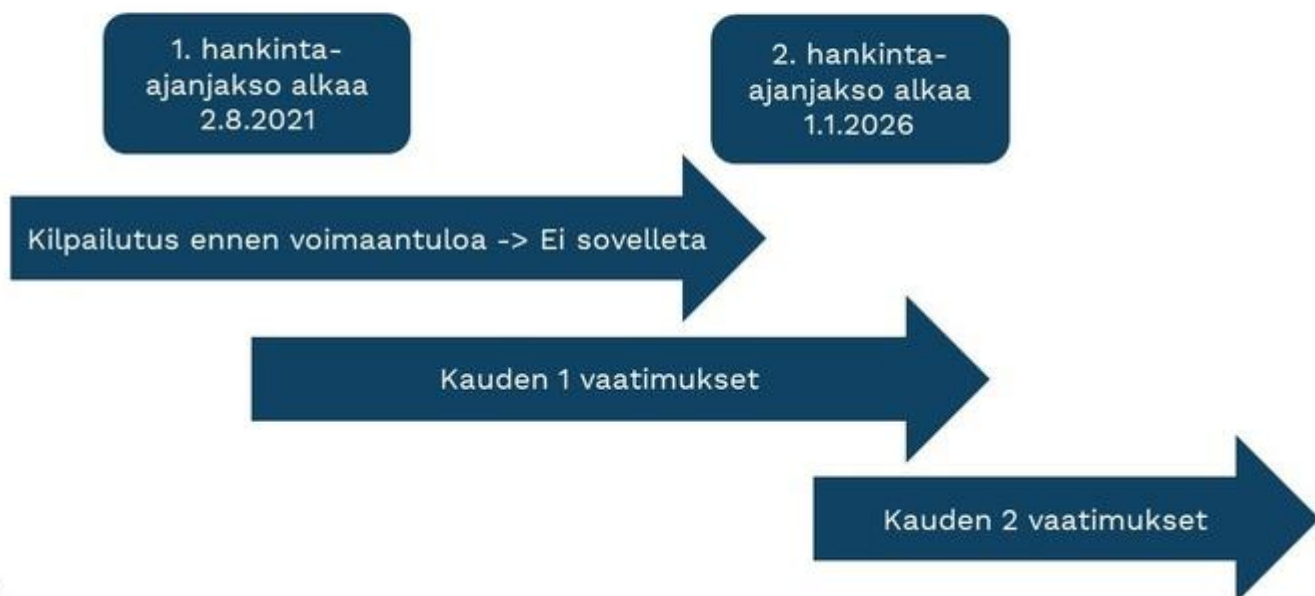 1. hankinta-
ajanjakso alkaa
2.8.2021
2. hankinta-
ajanjakso alkaa
1.1.2026
Kilpailutus ennen voimaantuloa -> Ei sovelleta
Kauden 1 vaatimukset
Kauden 2 vaatimukset